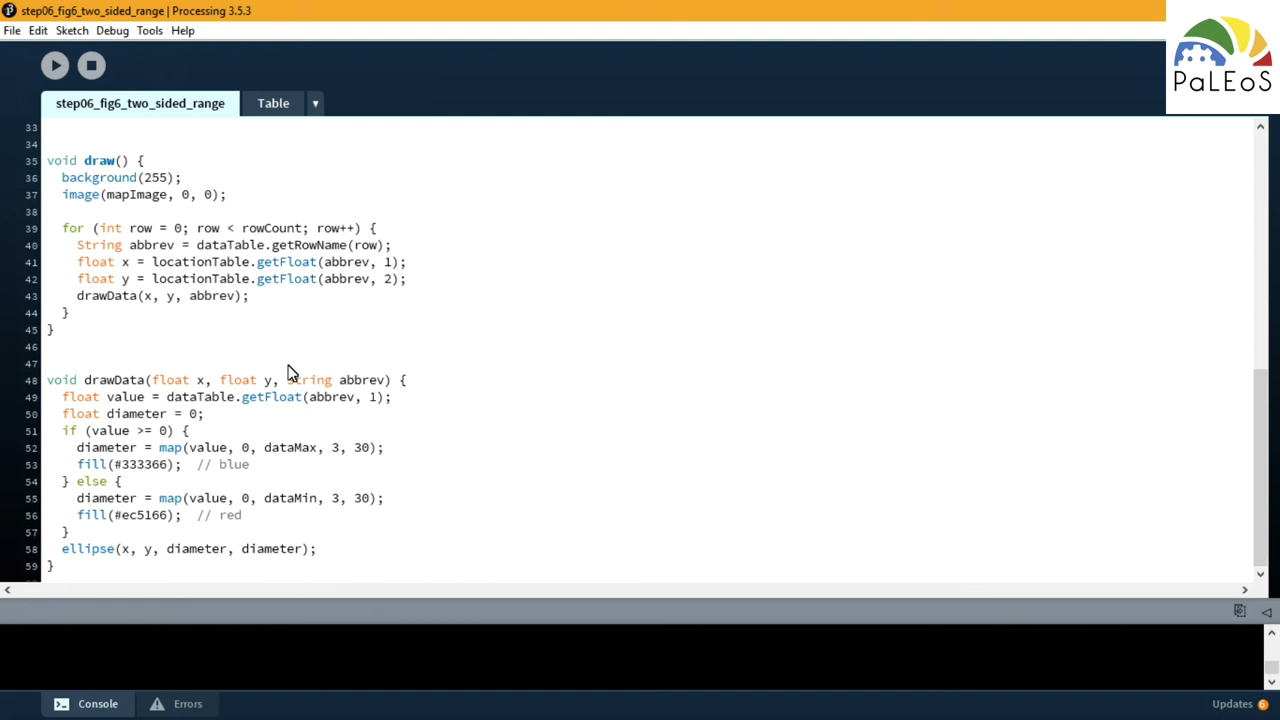 step06_fig6_two_sided_range | Processing 3.5.3
File Edit Sketch Debug Tools Help
PaLEoS
step06_fig6_two_sided_range Table
33
34
35 void draw() {
36 background(255);
37 image(mapImage, 0, 0);
38
39 for (int row = 0; row < rowCount; row++) {
40 String abbrev = dataTable.getRowName(row);
41 float x = locationTable.getFloat(abbrev, 1);
42 float y = locationTable.getFloat(abbrev, 2);
43 drawData(x, y, abbrev);
44 }
45 }
46
47
48 void drawData(float x, float y, String abbrev) {
49 float value = dataTable.getFloat(abbrev, 1);
50 float diameter = 0;
51 if (value >= 0) {
52 diameter = map(value, 0, dataMax, 3, 30);
53 fill(#333366); // blue
54 } else {
55 diameter = map(value, 0, dataMin, 3, 30);
56 fill(#ec5166); // red
57 }
58 ellipse(x, y, diameter, diameter);
59 }
Console Errors Updates 6